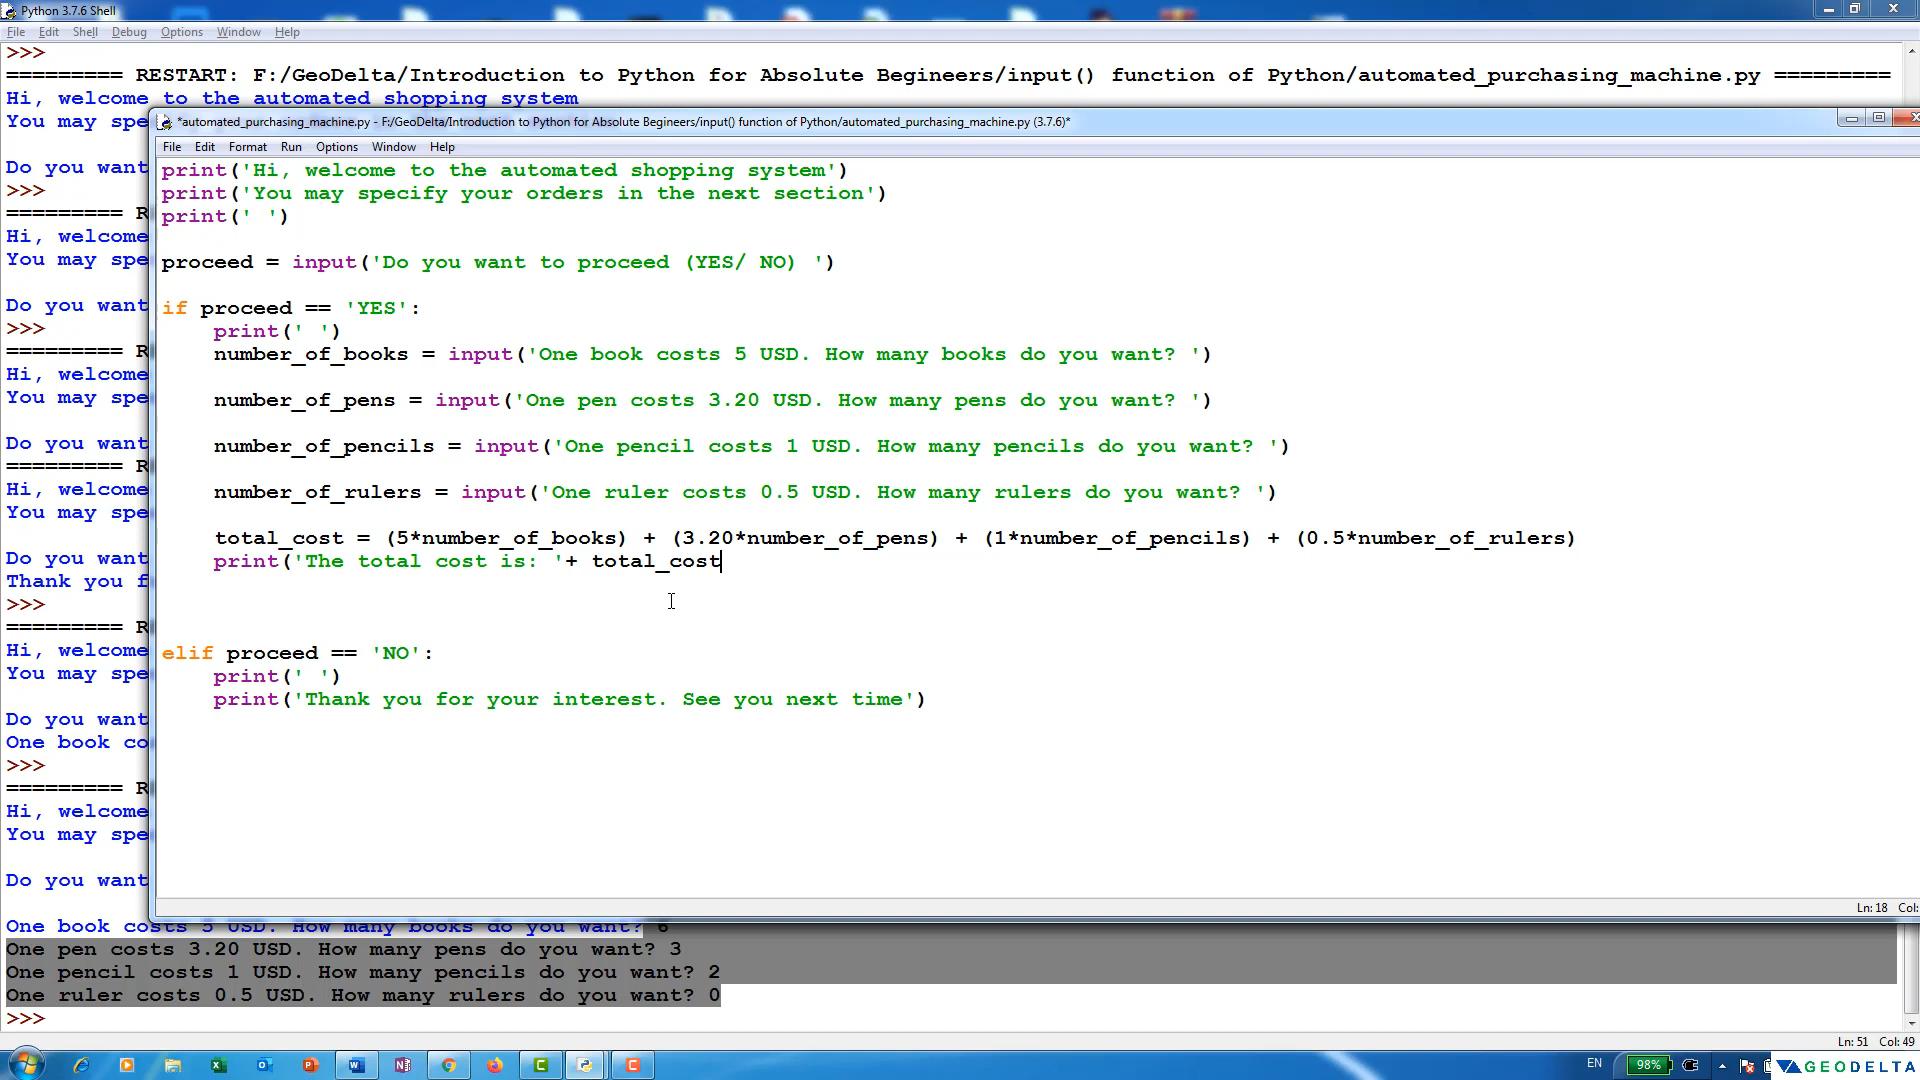 Python 3.7.6 Shell
File Edit Shell Debug Options Window Help
>>>
========= RESTART: F:/GeoDelta/Introduction to Python for Absolute Begineers/input() function of Python/automated_purchasing_machine.py =========
Hi, welcome to the automated shopping system
You may spe
Do you want
>>>
========= R
Hi, welcome
You may spe
Do you want
>>>
========= R
Hi, welcome
You may spe
Do you want
========= R
Hi, welcome
You may spe
Do you want
Thank you f
>>>
========= R
Hi, welcome
You may spe
Do you want
One book co
>>>
========= R
Hi, welcome
You may spe
Do you want
One book costs 5 USD. How many books do you want? 6
One pen costs 3.20 USD. How many pens do you want? 3
One pencil costs 1 USD. How many pencils do you want? 2
One ruler costs 0.5 USD. How many rulers do you want? 0
>>>
*automated_purchasing_machine.py - F:/GeoDelta/Introduction to Python for Absolute Begineers/input() function of Python/automated_purchasing_machine.py (3.7.6)*
File Edit Format Run Options Window Help
print('Hi, welcome to the automated shopping system')
print('You may specify your orders in the next section')
print(' ')
proceed = input('Do you want to proceed (YES/ NO) ')
if proceed == 'YES':
print(' ')
number_of_books = input('One book costs 5 USD. How many books do you want? ')
number_of_pens = input('One pen costs 3.20 USD. How many pens do you want? ')
number_of_pencils = input('One pencil costs 1 USD. How many pencils do you want? ')
number_of_rulers = input('One ruler costs 0.5 USD. How many rulers do you want? ')
total_cost = (5*number_of_books) + (3.20*number_of_pens) + (1*number_of_pencils) + (0.5*number_of_rulers)
print('The total cost is: '+ total_cost
elif proceed == 'NO':
print(' ')
print('Thank you for your interest. See you next time')
Ln: 18 Col:
Ln: 51 Col: 49
EN 98%
GEODELTA